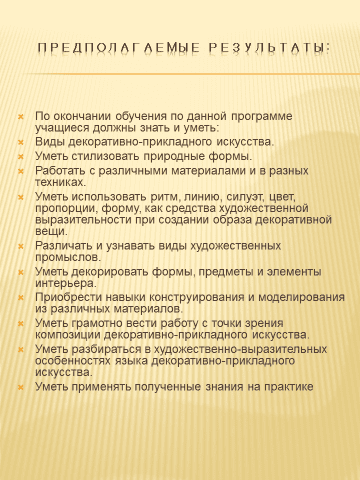 ПРЕДПОЛАГАЕМЫЕ РЕЗУЛЬТАТЫ:
По окончании обучения по данной программе
учащиеся должны знать и уметь:
Виды декоративно-прикладного искусства.
Уметь стилизовать природные формы.
Работать с различными материалами и в разных
техниках.
Уметь использовать ритм, линию, силуэт, цвет,
пропорции, форму, как средства художественной
выразительности при создании образа декоративной
вещи.
Различать и узнавать виды художественных
промыслов.
Уметь декорировать формы, предметы и элементы
интерьера.
Приобрести навыки конструирования и моделирования
из различных материалов.
Уметь грамотно вести работу с точки зрения
композиции декоративно-прикладного искусства.
Уметь разбираться в художественно-выразительных
особенностях языка декоративно-прикладного
искусства.
Уметь применять полученные знания на практике